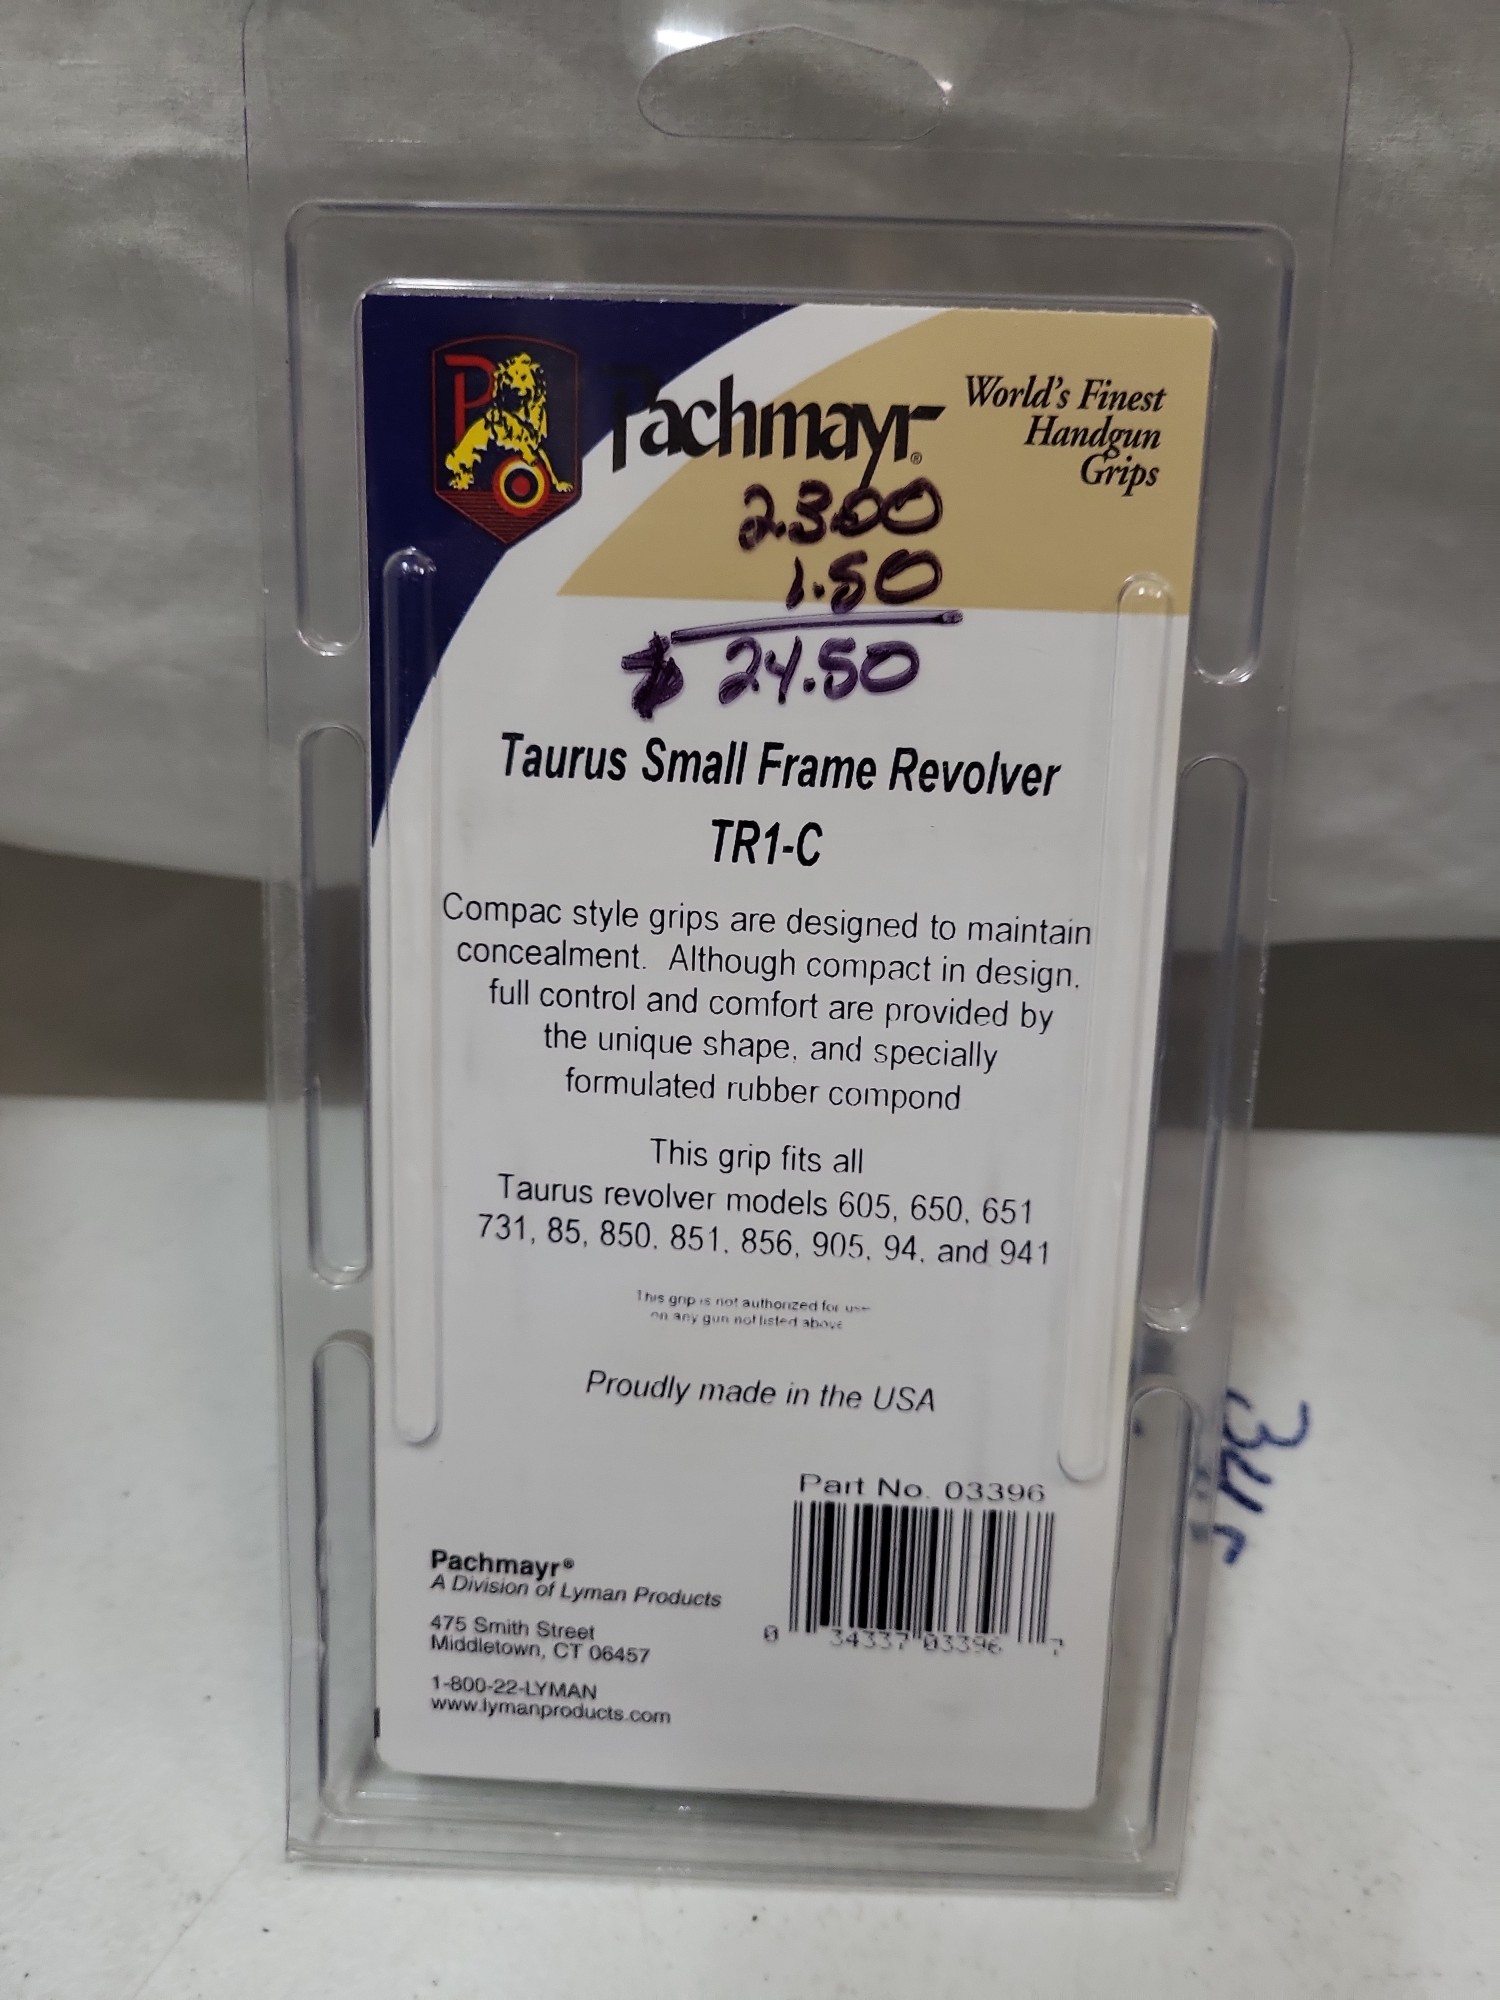 P
Pachmayr®
World's Finest
Handgun
Grips
23.00
1.50
$ 24.50
Taurus Small Frame Revolver
TR1-C
Compac style grips are designed to maintain
concealment. Although compact in design,
full control and comfort are provided by
the unique shape, and specially
formulated rubber compond
This grip fits all
Taurus revolver models 605, 650, 651
731, 85, 850, 851, 856, 905, 94, and 941
This grip is not authorized for use
on any gun not listed above
Proudly made in the USA
Part No. 03396
0 34337 03396 7
Pachmayr®
A Division of Lyman Products
475 Smith Street
Middletown, CT 06457
1-800-22-LYMAN
www.lymanproducts.com